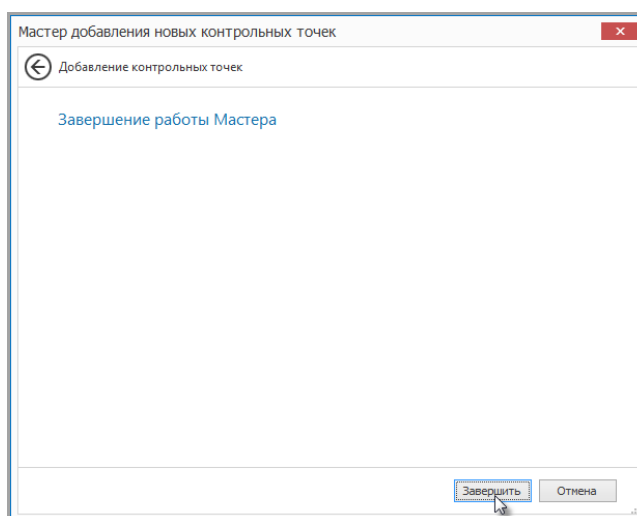 Мастер добавления новых контрольных точек
Добавление контрольных точек
Завершение работы Мастера
Завершить
Отмена